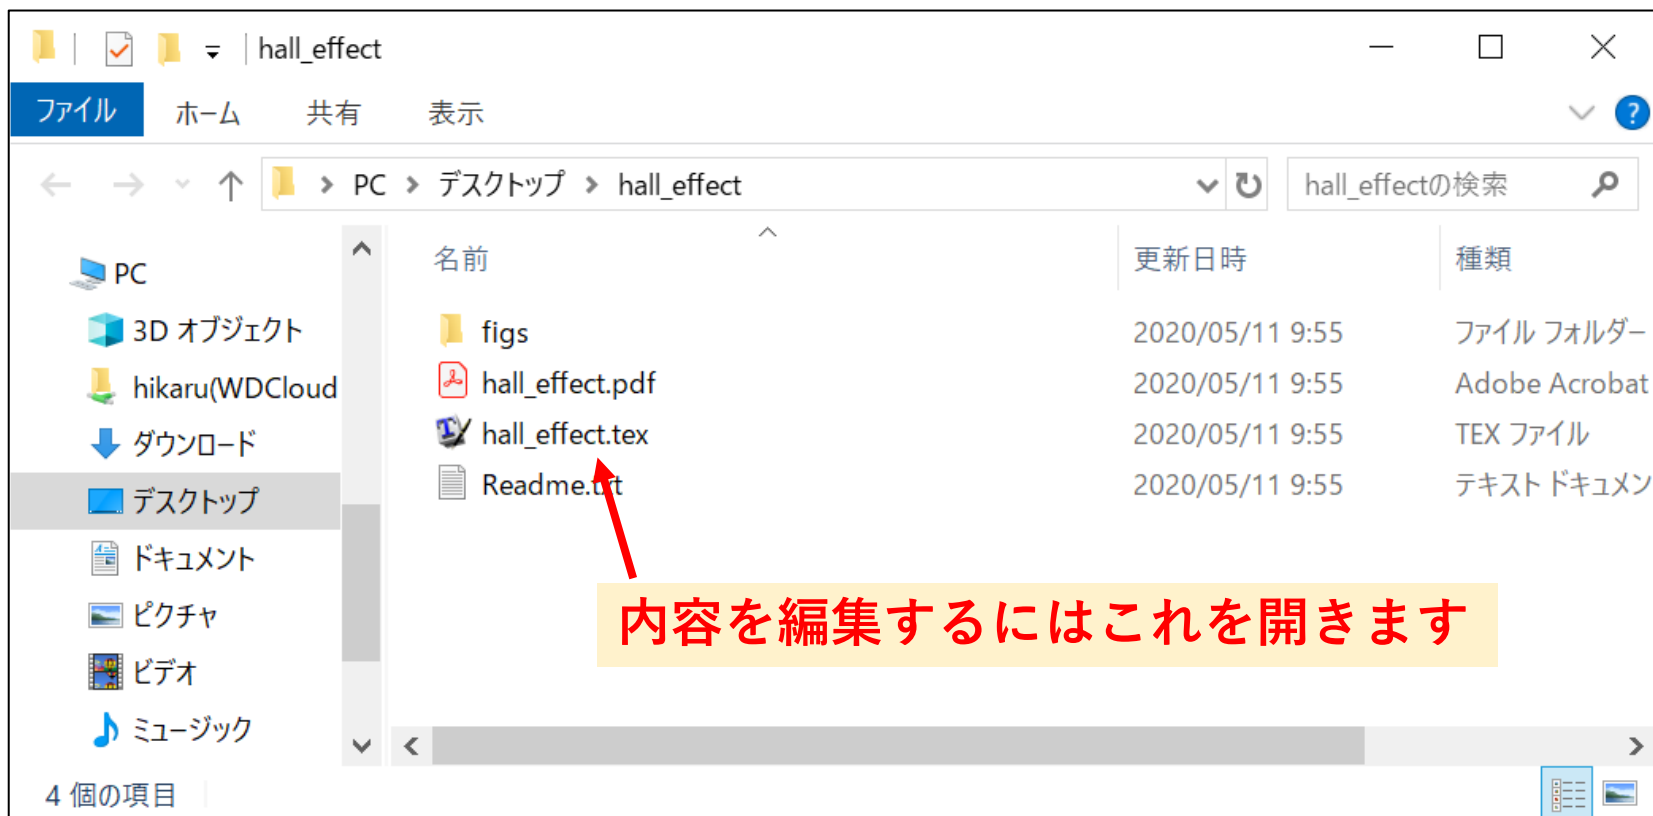 hall_effect
ファイル ホーム 共有 表示
PC デスクトップ hall_effect hall_effectの検索
名前 更新日時 種類
PC
3D オブジェクト
hikaru(WDCloud
ダウンロード
デスクトップ
ドキュメント
ピクチャ
ビデオ
ミュージック
figs 2020/05/11 9:55 ファイル フォルダー
hall_effect.pdf 2020/05/11 9:55 Adobe Acrobat
hall_effect.tex 2020/05/11 9:55 TEX ファイル
Readme.txt 2020/05/11 9:55 テキスト ドキュメン
内容を編集するにはこれを開きます
4 個の項目